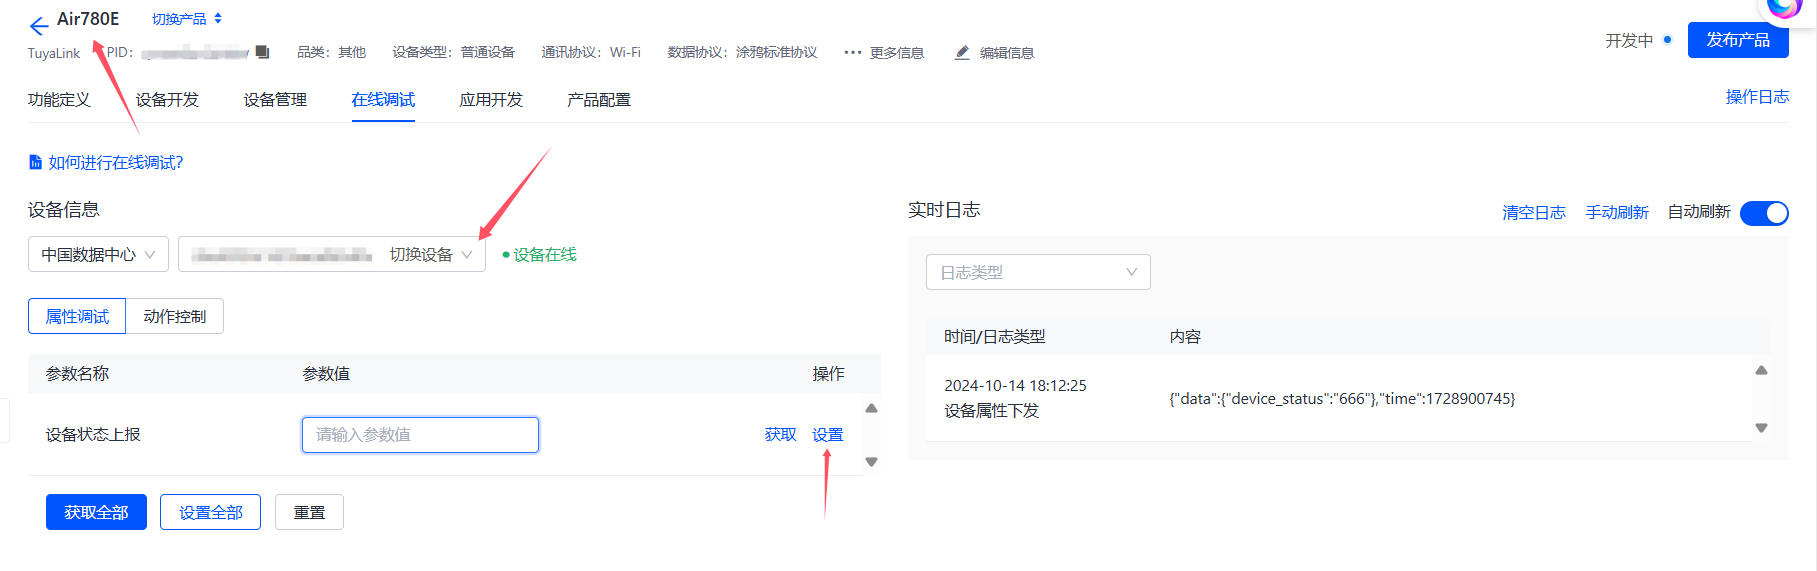 Air780E 切换产品
TuyaLink PID: 品类：其他 设备类型：普通设备 通讯协议：Wi-Fi 数据协议：涂鸦标准协议 ··· 更多信息 编辑信息
开发中 发布产品
功能定义 设备开发 设备管理 在线调试 应用开发 产品配置
操作日志
如何进行在线调试?
设备信息
中国数据中心 切换设备 设备在线
属性调试 动作控制
参数名称 参数值 操作
设备状态上报 请输入参数值 获取 设置
获取全部 设置全部 重置
实时日志 清空日志 手动刷新 自动刷新
日志类型
时间/日志类型 内容
2024-10-14 18:12:25
设备属性下发
{"data":{"device_status":"666"},"time":1728900745}